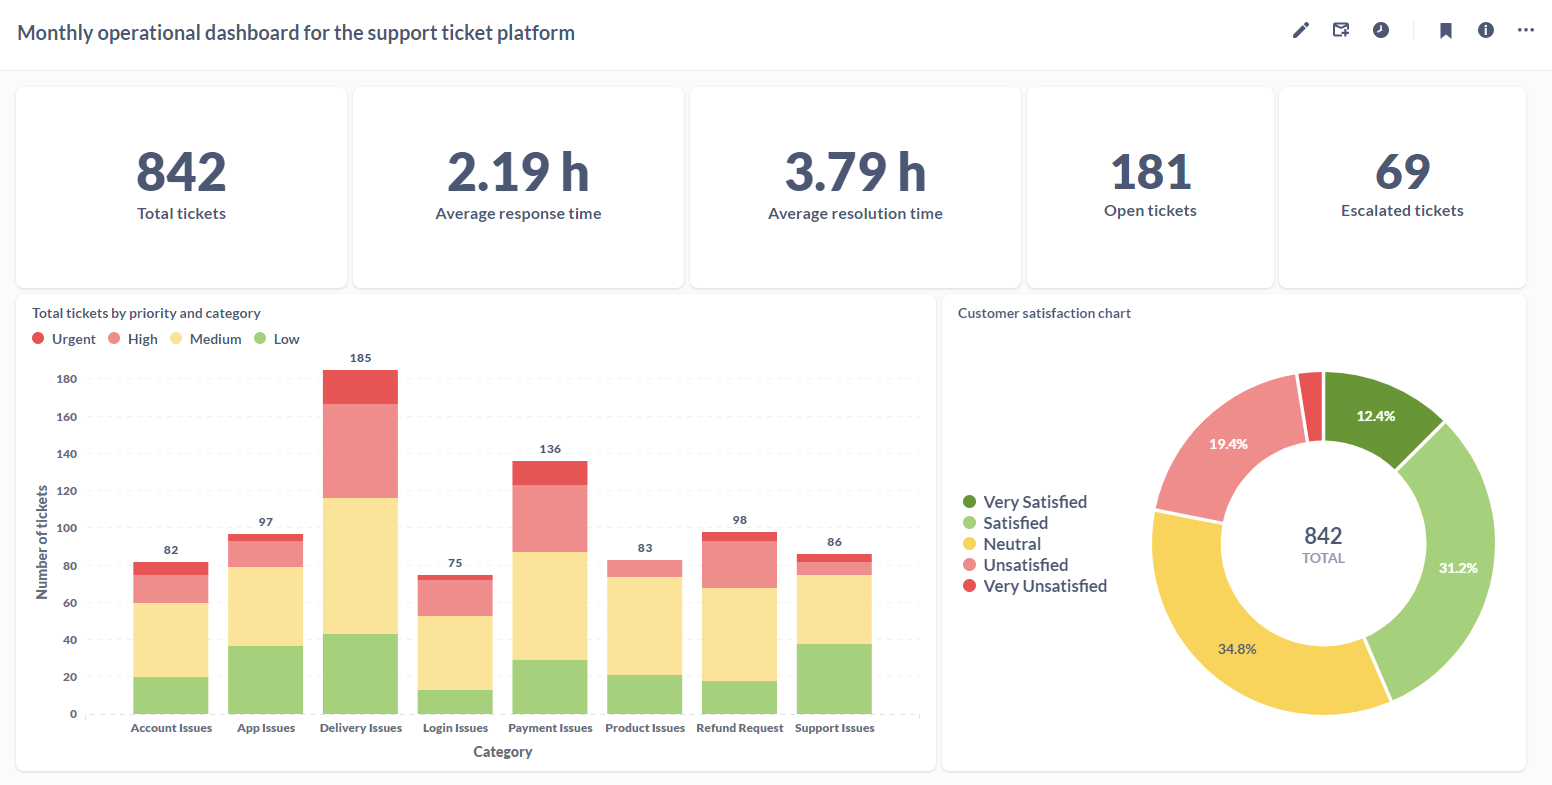 Monthly operational dashboard for the support ticket platform
842
Total tickets
2.19 h
Average response time
3.79 h
Average resolution time
181
Open tickets
69
Escalated tickets
Total tickets by priority and category
Urgent High Medium Low
Number of tickets
180
160
140
120
100
80
60
40
20
0
82
97
185
75
136
83
98
86
Account Issues App Issues Delivery Issues Login Issues Payment Issues Product Issues Refund Request Support Issues
Category
Customer satisfaction chart
Very Satisfied
Satisfied
Neutral
Unsatisfied
Very Unsatisfied
12.4%
19.4%
31.2%
34.8%
842
TOTAL